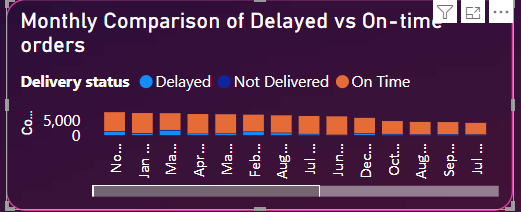 Monthly Comparison of Delayed vs On-time
orders
Delivery status Delayed Not Delivered On Time
Co...
5,000
0
No... Jan ... Ma... Apr... Ma... Feb... Aug... Jul ... Jun... Dec... Oct... Aug... Sep... Jul ...